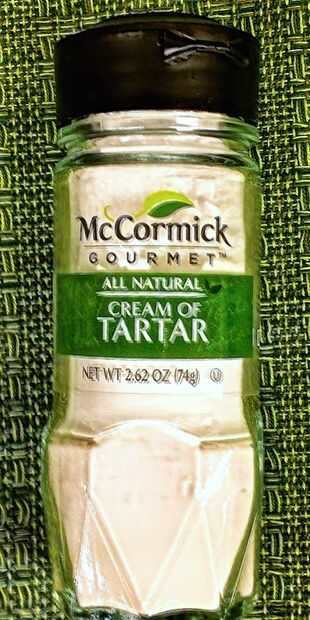 McCormick
GOURMET™
ALL NATURAL
CREAM OF
TARTAR
NET WT 2.62 OZ (74g) Ⓤ